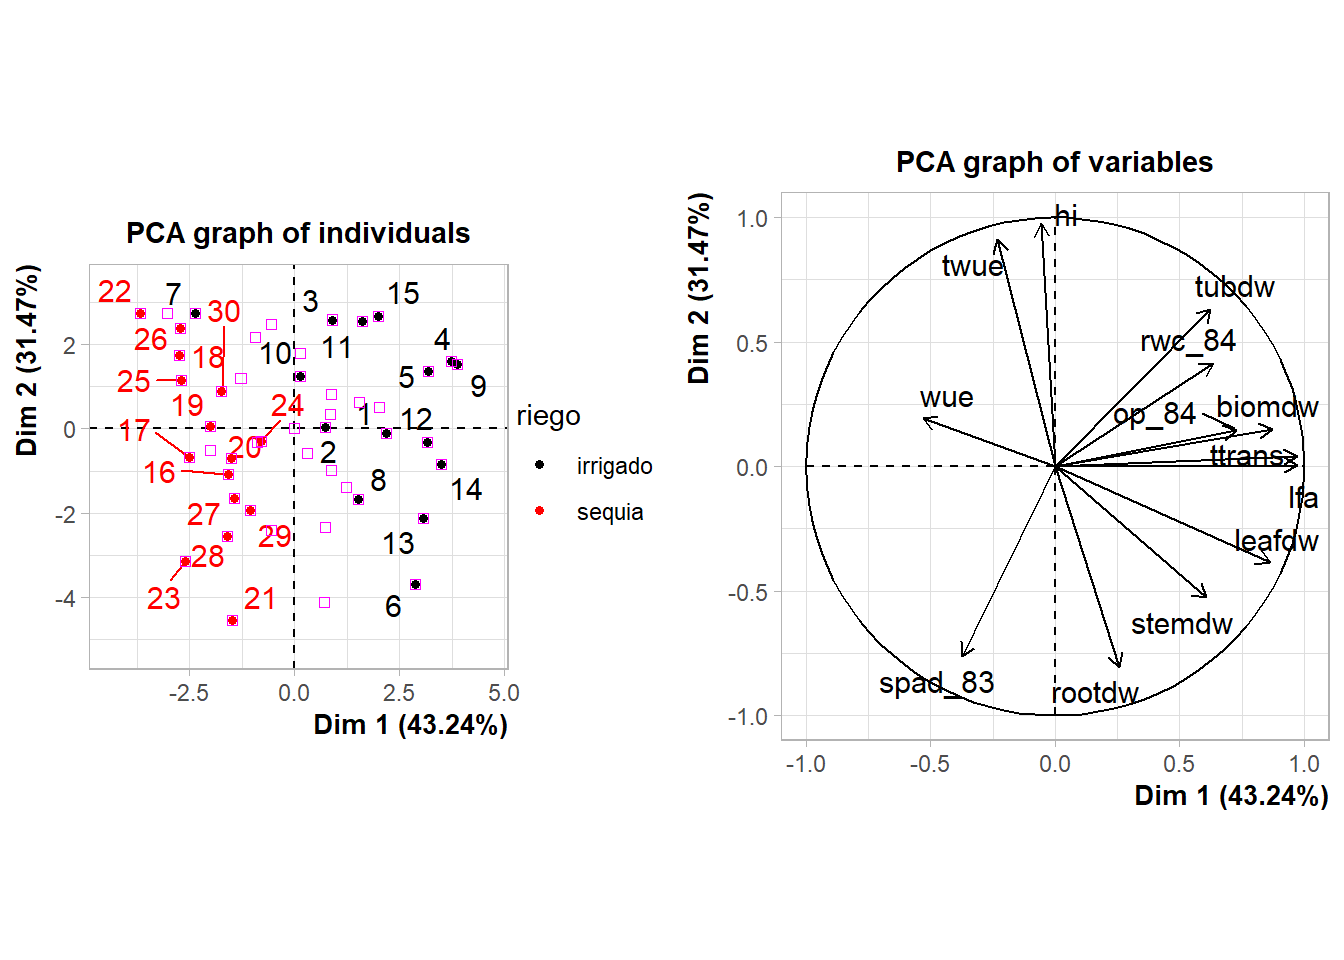 PCA graph of individuals
Dim 2 (31.47%)
2
0
-2
-4
22
7
3
15
30
26
10
11
4
18
25
5
9
19
24
1
12
17
20
2
16
8
14
27
29
13
28
23
21
6
-2.5
0.0
2.5
5.0
Dim 1 (43.24%)
riego
irrigado
sequia
PCA graph of variables
Dim 2 (31.47%)
1.0
0.5
0.0
-0.5
-1.0
hi
twue
tubdw
rwc_84
wue
op_84
biomdw
ttrans
lfa
leafdw
stemdw
spad_83
rootdw
-1.0
-0.5
0.0
0.5
1.0
Dim 1 (43.24%)